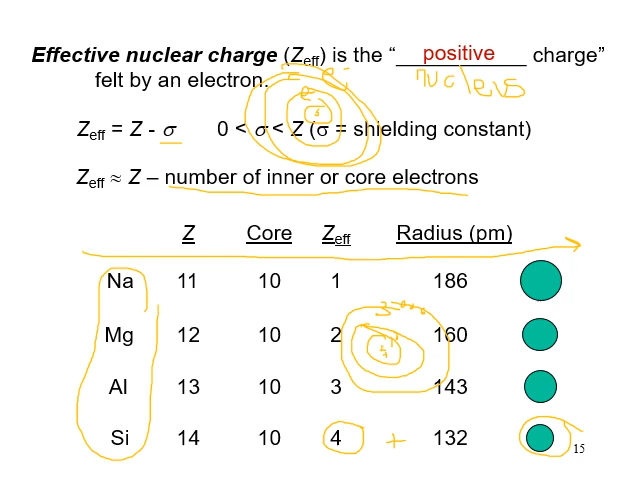 Effective nuclear charge (Zeff) is the “ positive charge”
nucleus
felt by an electron.
Zeff = Z - σ 0 < σ < Z (σ = shielding constant)
Zeff ≈ Z – number of inner or core electrons
Z Core Zeff Radius (pm)
Na 11 10 1 186
Mg 12 10 2 160
Al 13 10 3 143
Si 14 10 4 + 132
15